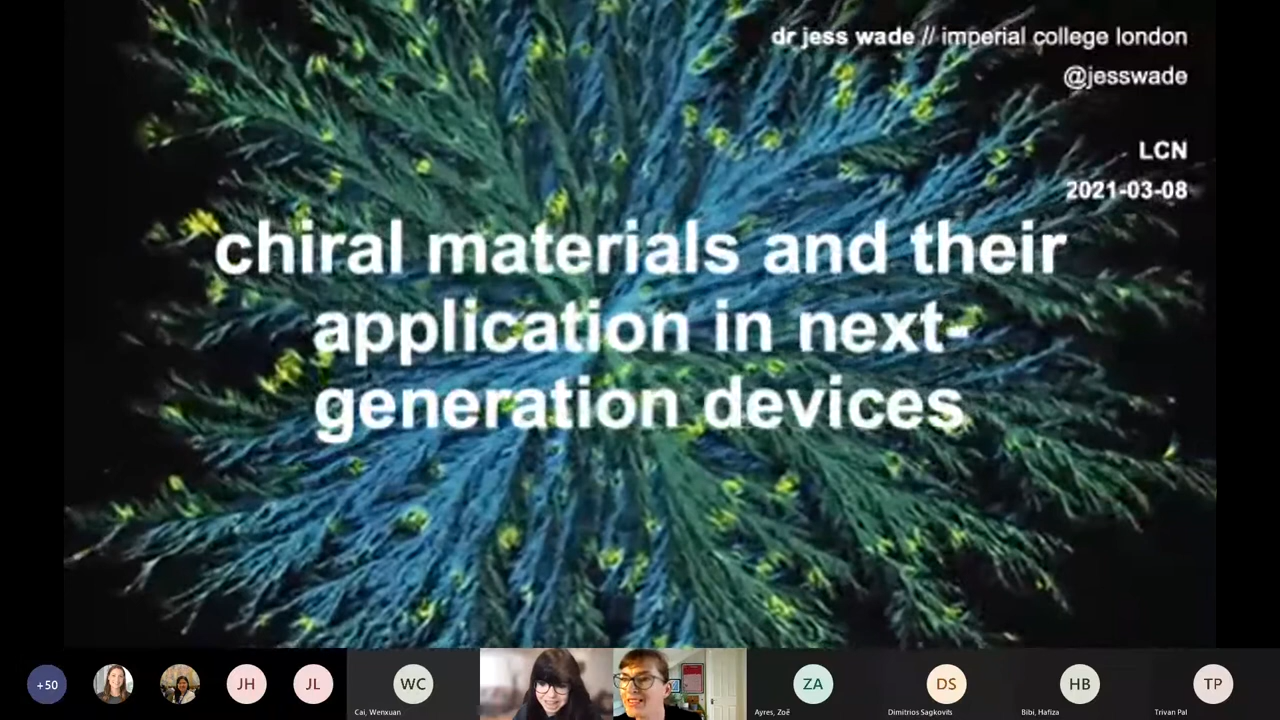 dr jess wade // imperial college london
@jesswade
LCN
2021-03-08
chiral materials and their
application in next-
generation devices
+50
JH
JL
WC
Cai, Wenxuan
ZA
Ayres, Zoë
DS
Dimitrios Sagkovits
HB
Bibi, Hafiza
TP
Trivan Pal